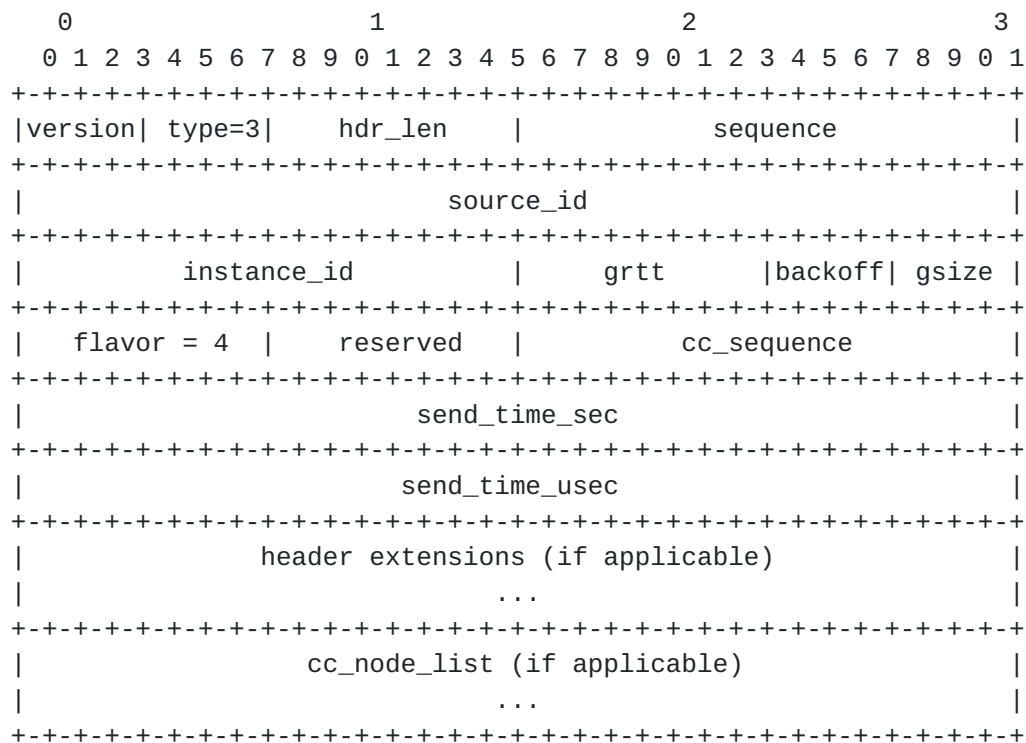 0                   1                   2                   3
   0 1 2 3 4 5 6 7 8 9 0 1 2 3 4 5 6 7 8 9 0 1 2 3 4 5 6 7 8 9 0 1
 +-+-+-+-+-+-+-+-+-+-+-+-+-+-+-+-+-+-+-+-+-+-+-+-+-+-+-+-+-+-+-+-+
 |version| type=3|    hdr_len    |            sequence           |
 +-+-+-+-+-+-+-+-+-+-+-+-+-+-+-+-+-+-+-+-+-+-+-+-+-+-+-+-+-+-+-+-+
 |                           source_id                           |
 +-+-+-+-+-+-+-+-+-+-+-+-+-+-+-+-+-+-+-+-+-+-+-+-+-+-+-+-+-+-+-+-+
 |          instance_id          |     grtt      |backoff| gsize |
 +-+-+-+-+-+-+-+-+-+-+-+-+-+-+-+-+-+-+-+-+-+-+-+-+-+-+-+-+-+-+-+-+
 |   flavor = 4  |    reserved   |          cc_sequence          |
 +-+-+-+-+-+-+-+-+-+-+-+-+-+-+-+-+-+-+-+-+-+-+-+-+-+-+-+-+-+-+-+-+
 |                         send_time_sec                         |
 +-+-+-+-+-+-+-+-+-+-+-+-+-+-+-+-+-+-+-+-+-+-+-+-+-+-+-+-+-+-+-+-+
 |                        send_time_usec                         |
 +-+-+-+-+-+-+-+-+-+-+-+-+-+-+-+-+-+-+-+-+-+-+-+-+-+-+-+-+-+-+-+-+
 |               header extensions (if applicable)               |
 |                              ...                              |
 +-+-+-+-+-+-+-+-+-+-+-+-+-+-+-+-+-+-+-+-+-+-+-+-+-+-+-+-+-+-+-+-+
 |                  cc_node_list (if applicable)                 |
 |                              ...                              |
 +-+-+-+-+-+-+-+-+-+-+-+-+-+-+-+-+-+-+-+-+-+-+-+-+-+-+-+-+-+-+-+-+